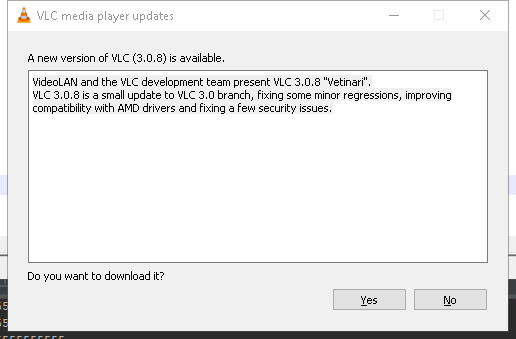 VLC media player updates
A new version of VLC (3.0.8) is available.
VideoLAN and the VLC development team present VLC 3.0.8 "Vetinari".
VLC 3.0.8 is a small update to VLC 3.0 branch, fixing some minor regressions, improving
compatibility with AMD drivers and fixing a few security issues.
Do you want to download it?
Yes No